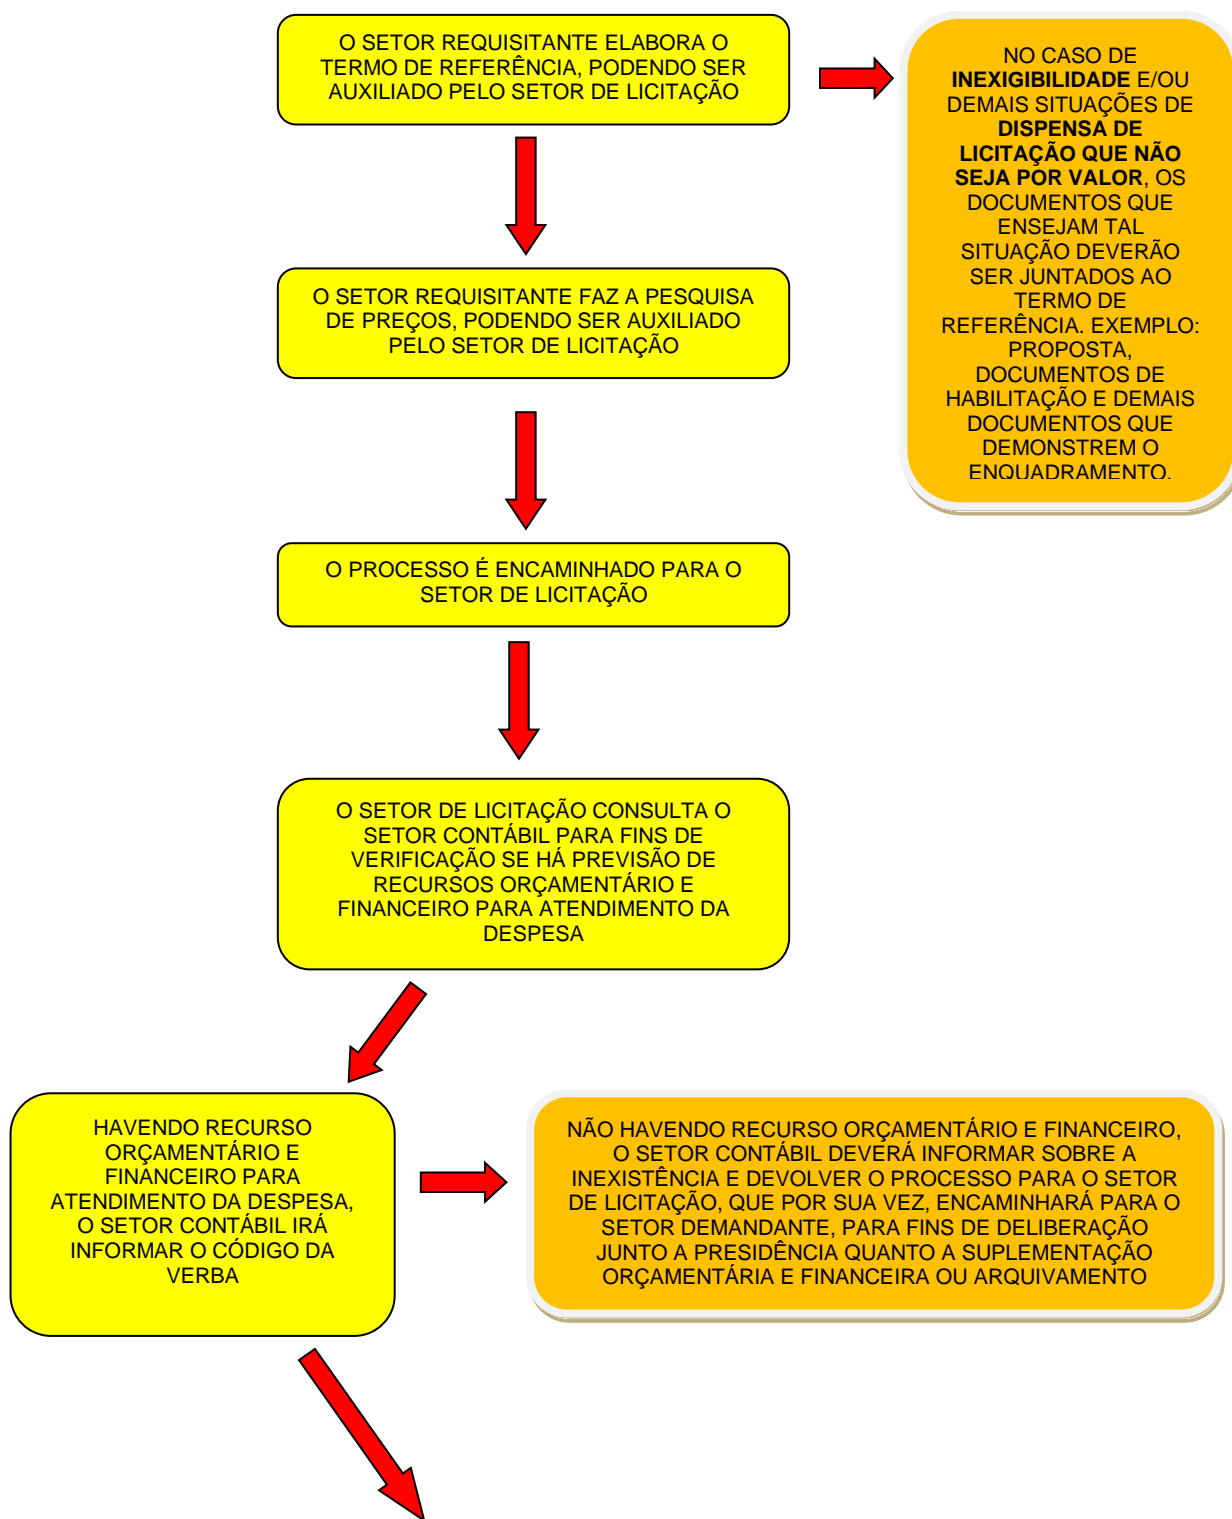 O SETOR REQUISITANTE ELABORA O
TERMO DE REFERÊNCIA, PODENDO SER
AUXILIADO PELO SETOR DE LICITAÇÃO
NO CASO DE
INEXIGIBILIDADE E/OU
DEMAIS SITUAÇÕES DE
DISPENSA DE
LICITAÇÃO QUE NÃO
SEJA POR VALOR, OS
DOCUMENTOS QUE
ENSEJAM TAL
SITUAÇÃO DEVERÃO
SER JUNTADOS AO
TERMO DE
REFERÊNCIA. EXEMPLO:
PROPOSTA,
DOCUMENTOS DE
HABILITAÇÃO E DEMAIS
DOCUMENTOS QUE
DEMONSTREM O
ENQUADRAMENTO.
O SETOR REQUISITANTE FAZ A PESQUISA
DE PREÇOS, PODENDO SER AUXILIADO
PELO SETOR DE LICITAÇÃO
O PROCESSO É ENCAMINHADO PARA O
SETOR DE LICITAÇÃO
O SETOR DE LICITAÇÃO CONSULTA O
SETOR CONTÁBIL PARA FINS DE
VERIFICAÇÃO SE HÁ PREVISÃO DE
RECURSOS ORÇAMENTÁRIO E
FINANCEIRO PARA ATENDIMENTO DA
DESPESA
HAVENDO RECURSO
ORÇAMENTÁRIO E
FINANCEIRO PARA
ATENDIMENTO DA DESPESA,
O SETOR CONTÁBIL IRÁ
INFORMAR O CÓDIGO DA
VERBA
NÃO HAVENDO RECURSO ORÇAMENTÁRIO E FINANCEIRO,
O SETOR CONTÁBIL DEVERÁ INFORMAR SOBRE A
INEXISTÊNCIA E DEVOLVER O PROCESSO PARA O SETOR
DE LICITAÇÃO, QUE POR SUA VEZ, ENCAMINHARÁ PARA O
SETOR DEMANDANTE, PARA FINS DE DELIBERAÇÃO
JUNTO A PRESIDÊNCIA QUANTO A SUPLEMENTAÇÃO
ORÇAMENTÁRIA E FINANCEIRA OU ARQUIVAMENTO